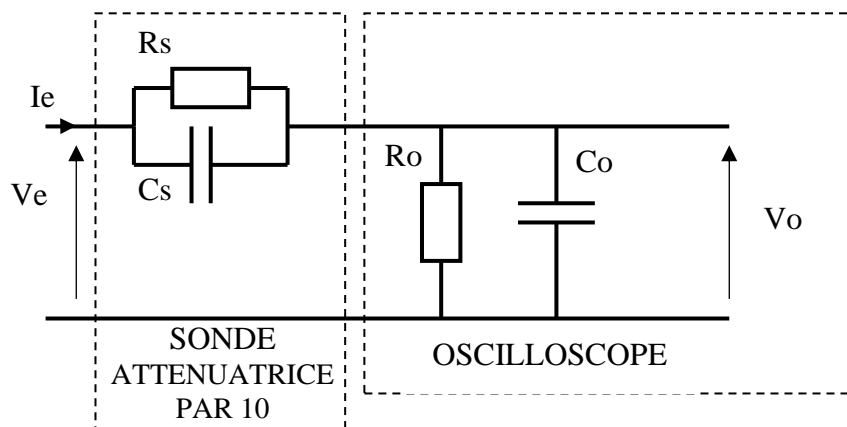 Rs
Ie
Ro
Co
Cs
Ve
Vo
SONDE
ATTENUATRICE
PAR 10
OSCILLOSCOPE